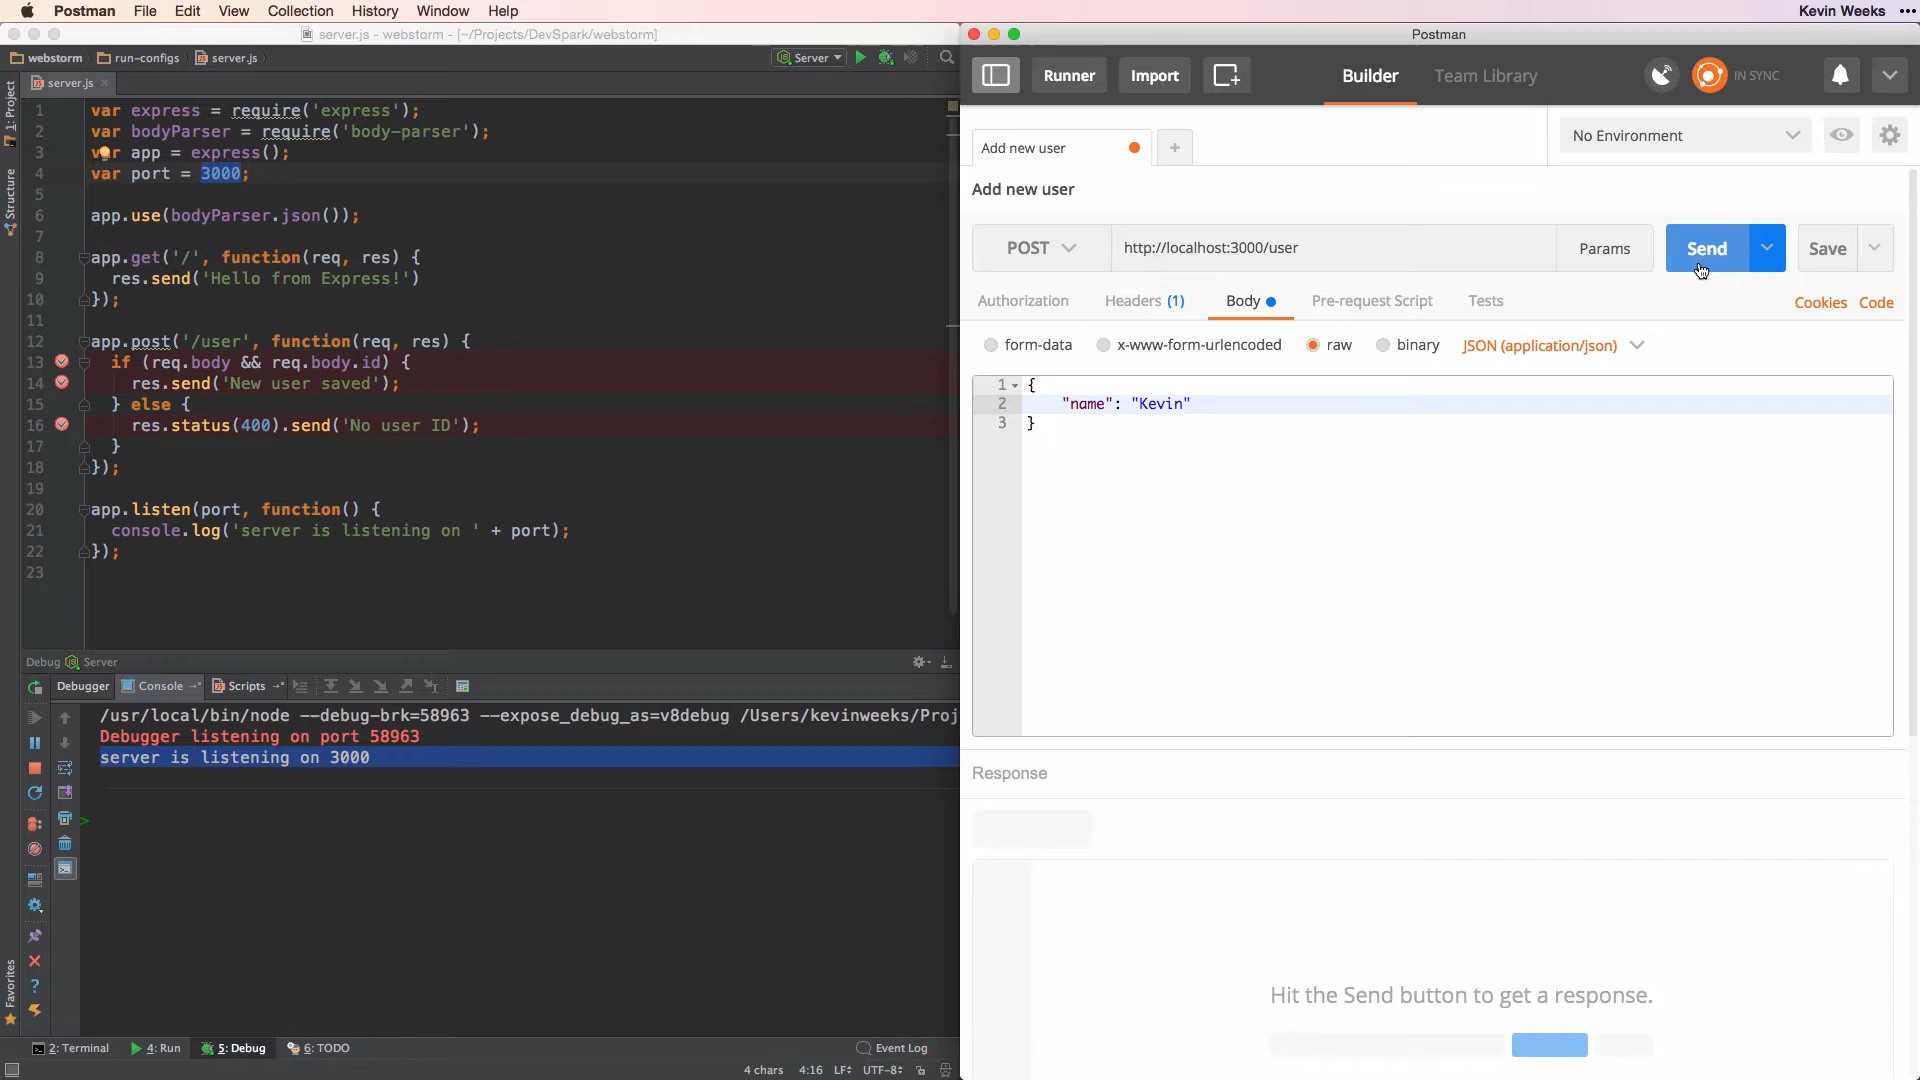 Postman File Edit View Collection History Window Help Kevin Weeks
server.js - webstorm - [~/Projects/DevSpark/webstorm]
Postman
webstorm run-configs server.js Server
Runner Import Builder Team Library IN SYNC
server.js
1: Project
Structure
Favorites
1 var express = require('express');
2 var bodyParser = require('body-parser');
3 var app = express();
4 var port = 3000;
5
6 app.use(bodyParser.json());
7
8 app.get('/', function(req, res) {
9 res.send('Hello from Express!')
10 });
11
12 app.post('/user', function(req, res) {
13 if (req.body && req.body.id) {
14 res.send('New user saved');
15 } else {
16 res.status(400).send('No user ID');
17 }
18 });
19
20 app.listen(port, function() {
21 console.log('server is listening on ' + port);
22 });
23
Debug Server
Debugger Console Scripts
/usr/local/bin/node --debug-brk=58963 --expose_debug_as=v8debug /Users/kevinweeks/Proj
Debugger listening on port 58963
server is listening on 3000
>
2: Terminal 4: Run 5: Debug 6: TODO Event Log
4 chars 4:16 LF UTF-8
Add new user +
No Environment
Add new user
POST http://localhost:3000/user Params Send Save
Authorization Headers (1) Body Pre-request Script Tests Cookies Code
form-data x-www-form-urlencoded raw binary JSON (application/json)
1 {
2 "name": "Kevin"
3 }
Response
Hit the Send button to get a response.